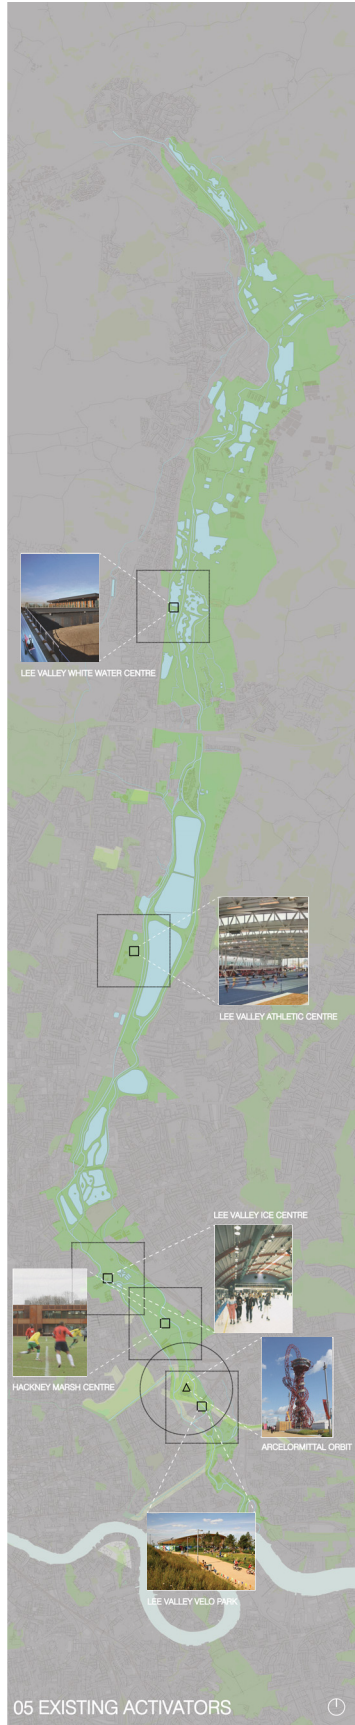 LEE VALLEY WHITE WATER CENTRE
LEE VALLEY ATHLETIC CENTRE
LEE VALLEY ICE CENTRE
HACKNEY MARSH CENTRE
ARCELORMITTAL ORBIT
LEE VALLEY VELO PARK
05 EXISTING ACTIVATORS